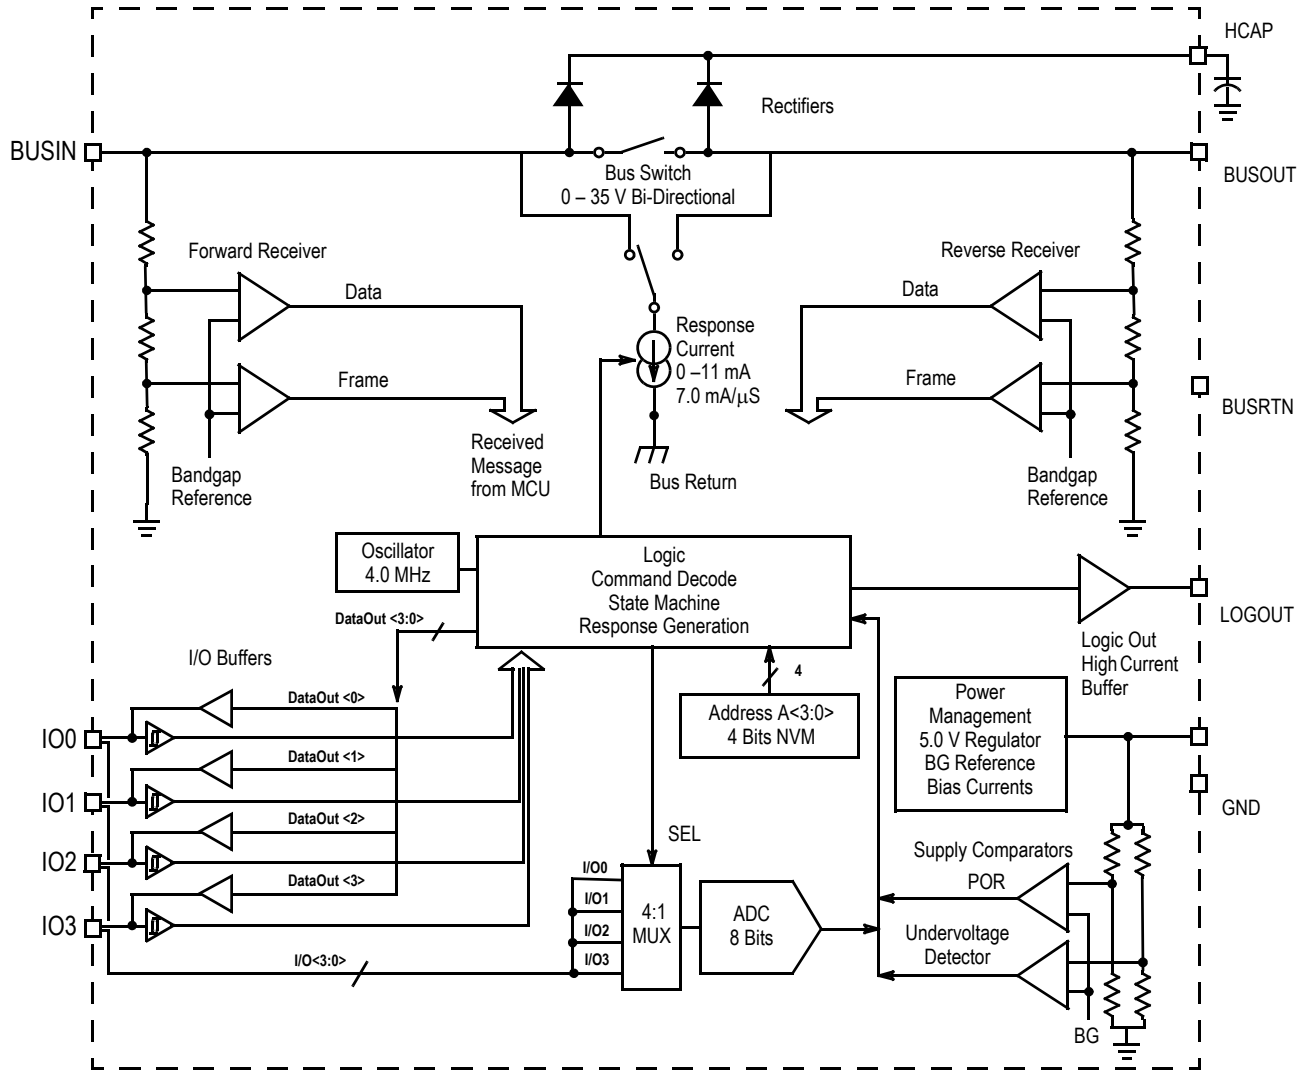 HCAP
Rectifiers
BUSIN
Bus Switch
0 – 35 V Bi-Directional
BUSOUT
Forward Receiver
Reverse Receiver
Data
Data
Response
Current
0 –11 mA
7.0 mA/μS
Frame
Frame
BUSRTN
Received
Message
from MCU
Bandgap
Reference
Bus Return
Bandgap
Reference
Oscillator
4.0 MHz
Logic
Command Decode
State Machine
Response Generation
DataOut <3:0>
LOGOUT
Logic Out
High Current
Buffer
I/O Buffers
4
Address A<3:0>
4 Bits NVM
Power
Management
5.0 V Regulator
BG Reference
Bias Currents
DataOut <0>
IO0
DataOut <1>
IO1
GND
DataOut <2>
IO2
DataOut <3>
IO3
SEL
I/O0
I/O1
I/O2
I/O3
4:1
MUX
ADC
8 Bits
Supply Comparators
POR
Undervoltage
Detector
I/O<3:0>
BG